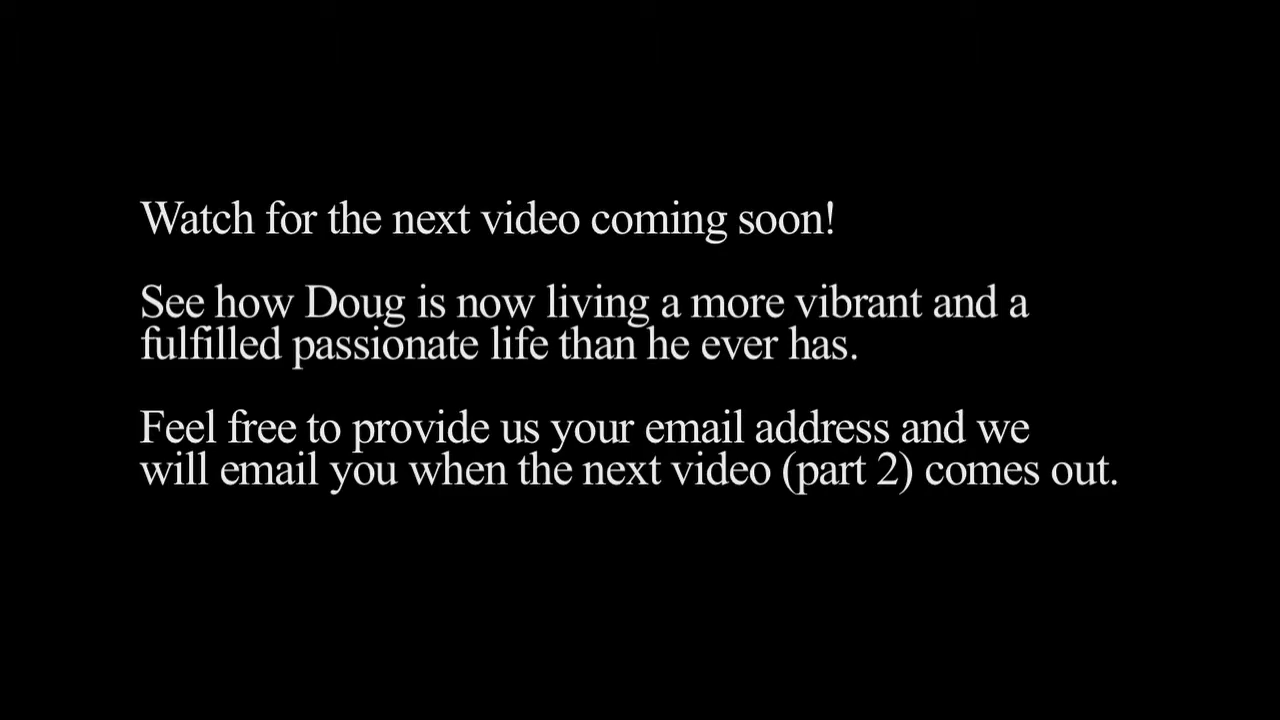 Watch for the next video coming soon!
See how Doug is now living a more vibrant and a
fulfilled passionate life than he ever has.
Feel free to provide us your email address and we
will email you when the next video (part 2) comes out.